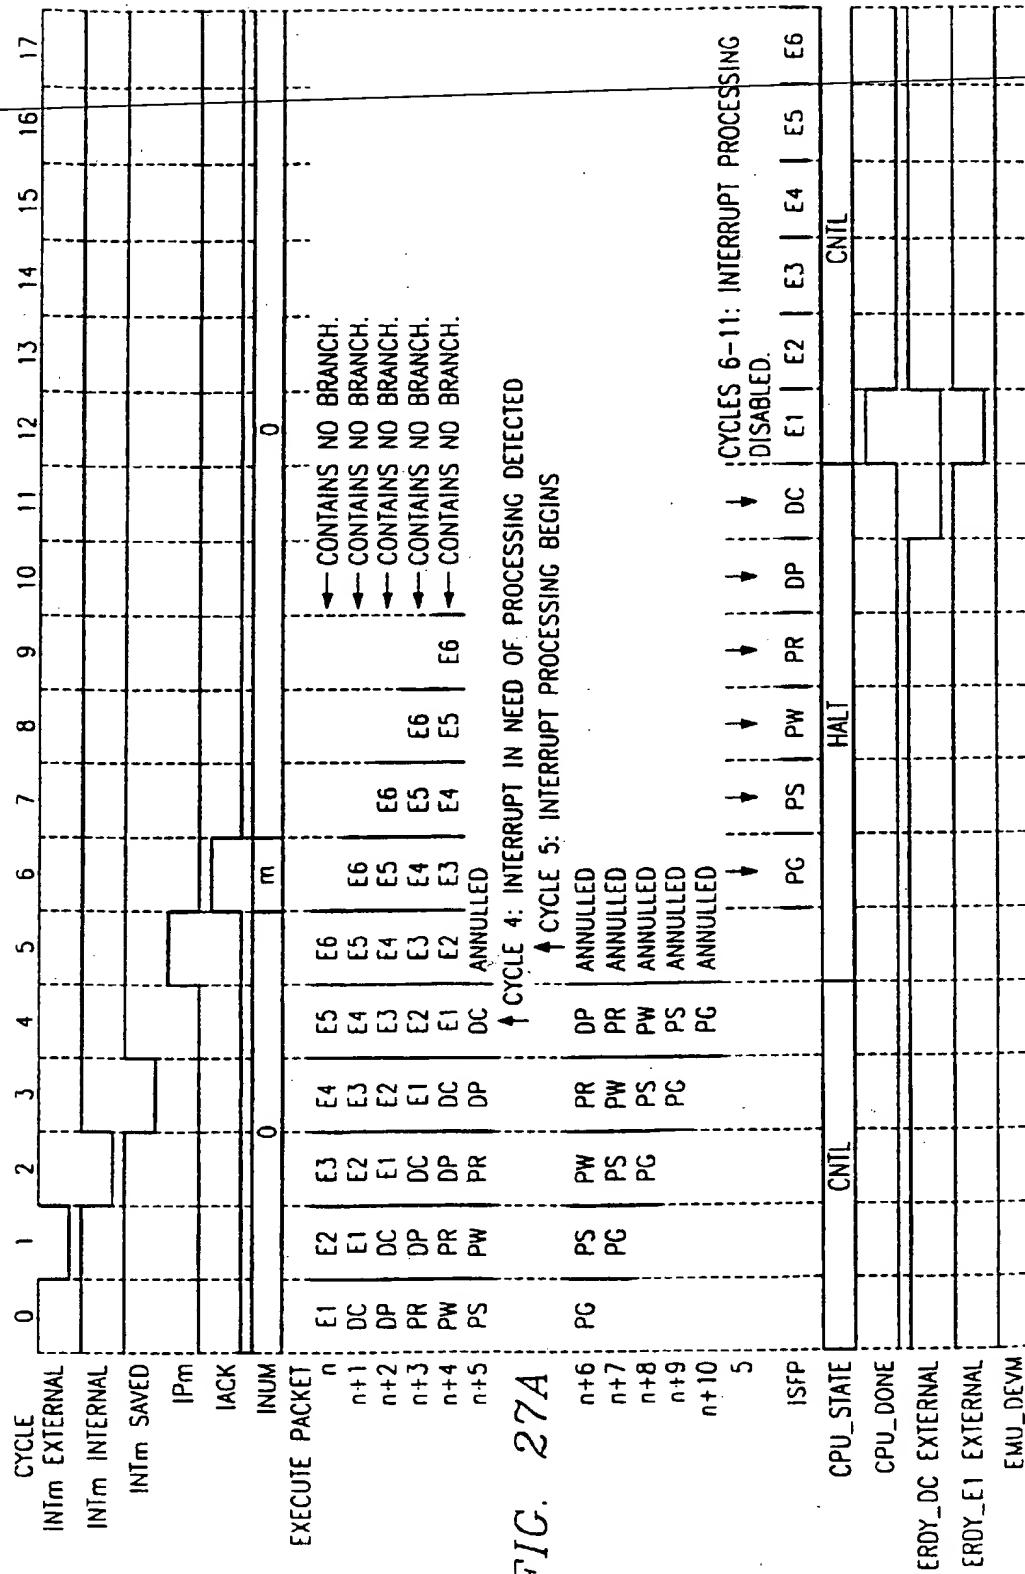 CYCLE 0 1 2 3 4 5 6 7 8 9 10 11 12 13 14 15 16 17
INTm EXTERNAL
INTm INTERNAL
INTm SAVED
IPm
IACK
INUM 0 m 0
EXECUTE PACKET
n E1 E2 E3 E4 E5 E6 CONTAINS NO BRANCH.
n+1 DC E1 E2 E3 E4 E5 E6 CONTAINS NO BRANCH.
n+2 DP DC E1 E2 E3 E4 E5 E6 CONTAINS NO BRANCH.
n+3 PR DP DC E1 E2 E3 E4 E5 E6 CONTAINS NO BRANCH.
n+4 PW PR DP DC E1 E2 E3 E4 E5 E6 CONTAINS NO BRANCH.
n+5 PS PW PR DP DC ANNULLED
CYCLE 4: INTERRUPT IN NEED OF PROCESSING DETECTED
FIG. 27A
CYCLE 5: INTERRUPT PROCESSING BEGINS
n+6 PG PS PW PR DP ANNULLED
n+7 PG PS PW PR ANNULLED
n+8 PG PS PW ANNULLED
n+9 PG PS ANNULLED
n+10 PG ANNULLED
5
CYCLES 6-11: INTERRUPT PROCESSING
DISABLED.
ISFP PG PS PW PR DP DC E1 E2 E3 E4 E5 E6
CPU_STATE CNTL HALT CNTL
CPU_DONE
ERDY_DC EXTERNAL
ERDY_E1 EXTERNAL
EMU_DEVM